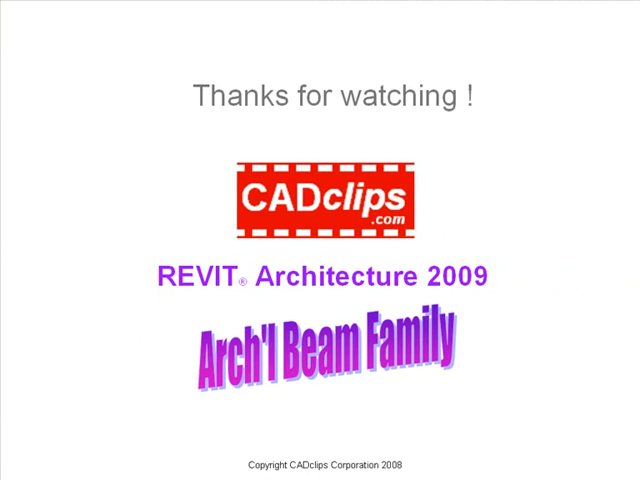 Thanks for watching !
CADclips
.com
REVIT® Architecture 2009
Arch'l Beam Family
Copyright CADclips Corporation 2008